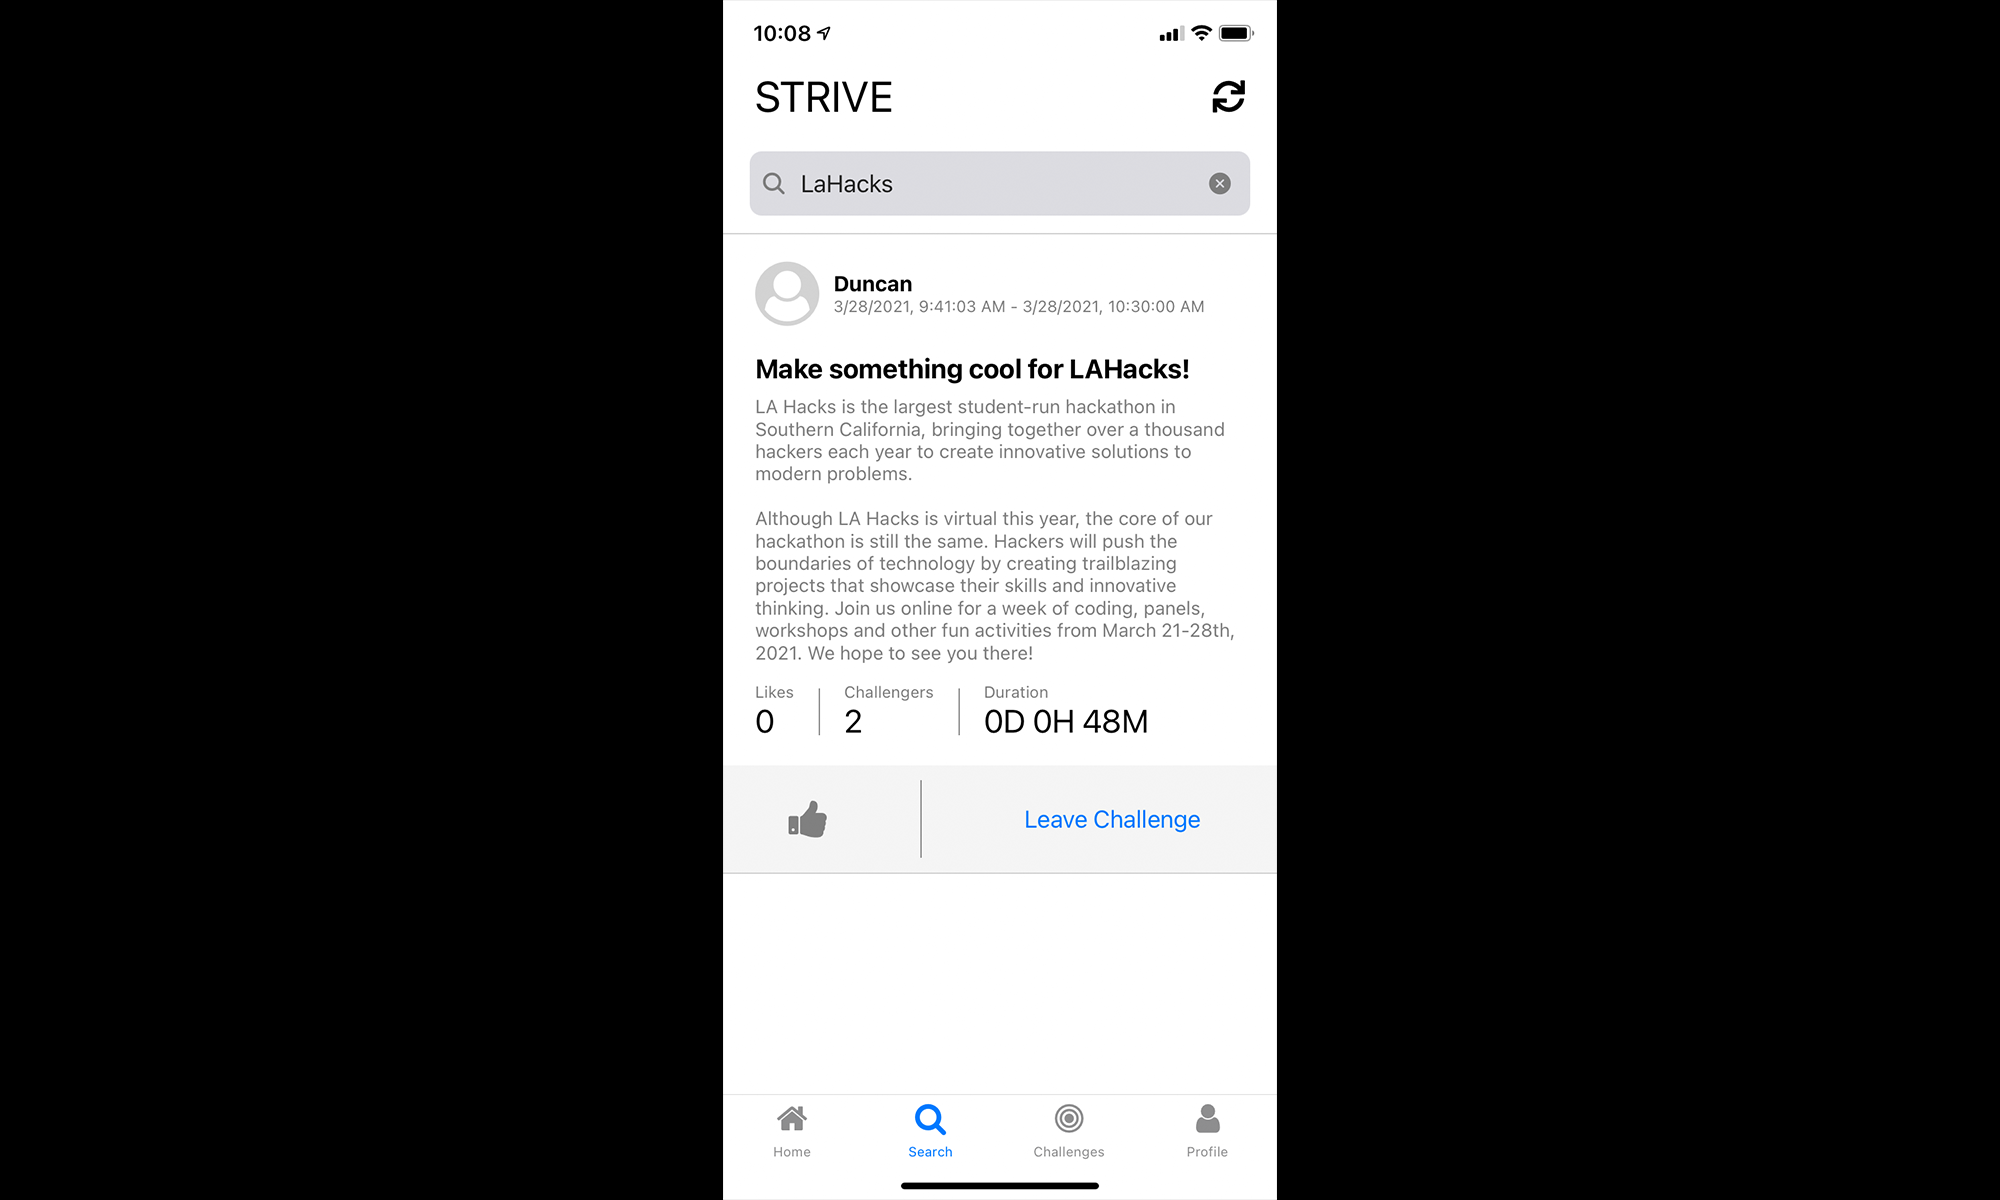 10:08
STRIVE
LaHacks
Duncan
3/28/2021, 9:41:03 AM - 3/28/2021, 10:30:00 AM
Make something cool for LAHacks!
LA Hacks is the largest student-run hackathon in
Southern California, bringing together over a thousand
hackers each year to create innovative solutions to
modern problems.
Although LA Hacks is virtual this year, the core of our
hackathon is still the same. Hackers will push the
boundaries of technology by creating trailblazing
projects that showcase their skills and innovative
thinking. Join us online for a week of coding, panels,
workshops and other fun activities from March 21-28th,
2021. We hope to see you there!
Likes Challengers Duration
0 2 0D 0H 48M
Leave Challenge
Home Search Challenges Profile